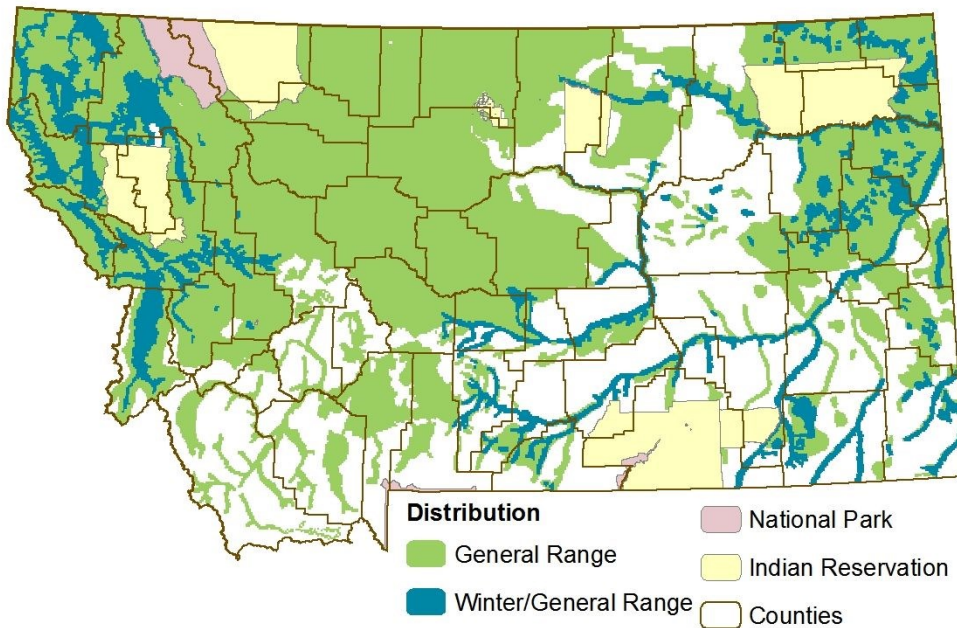 Distribution
General Range
Winter/General Range
National Park
Indian Reservation
Counties